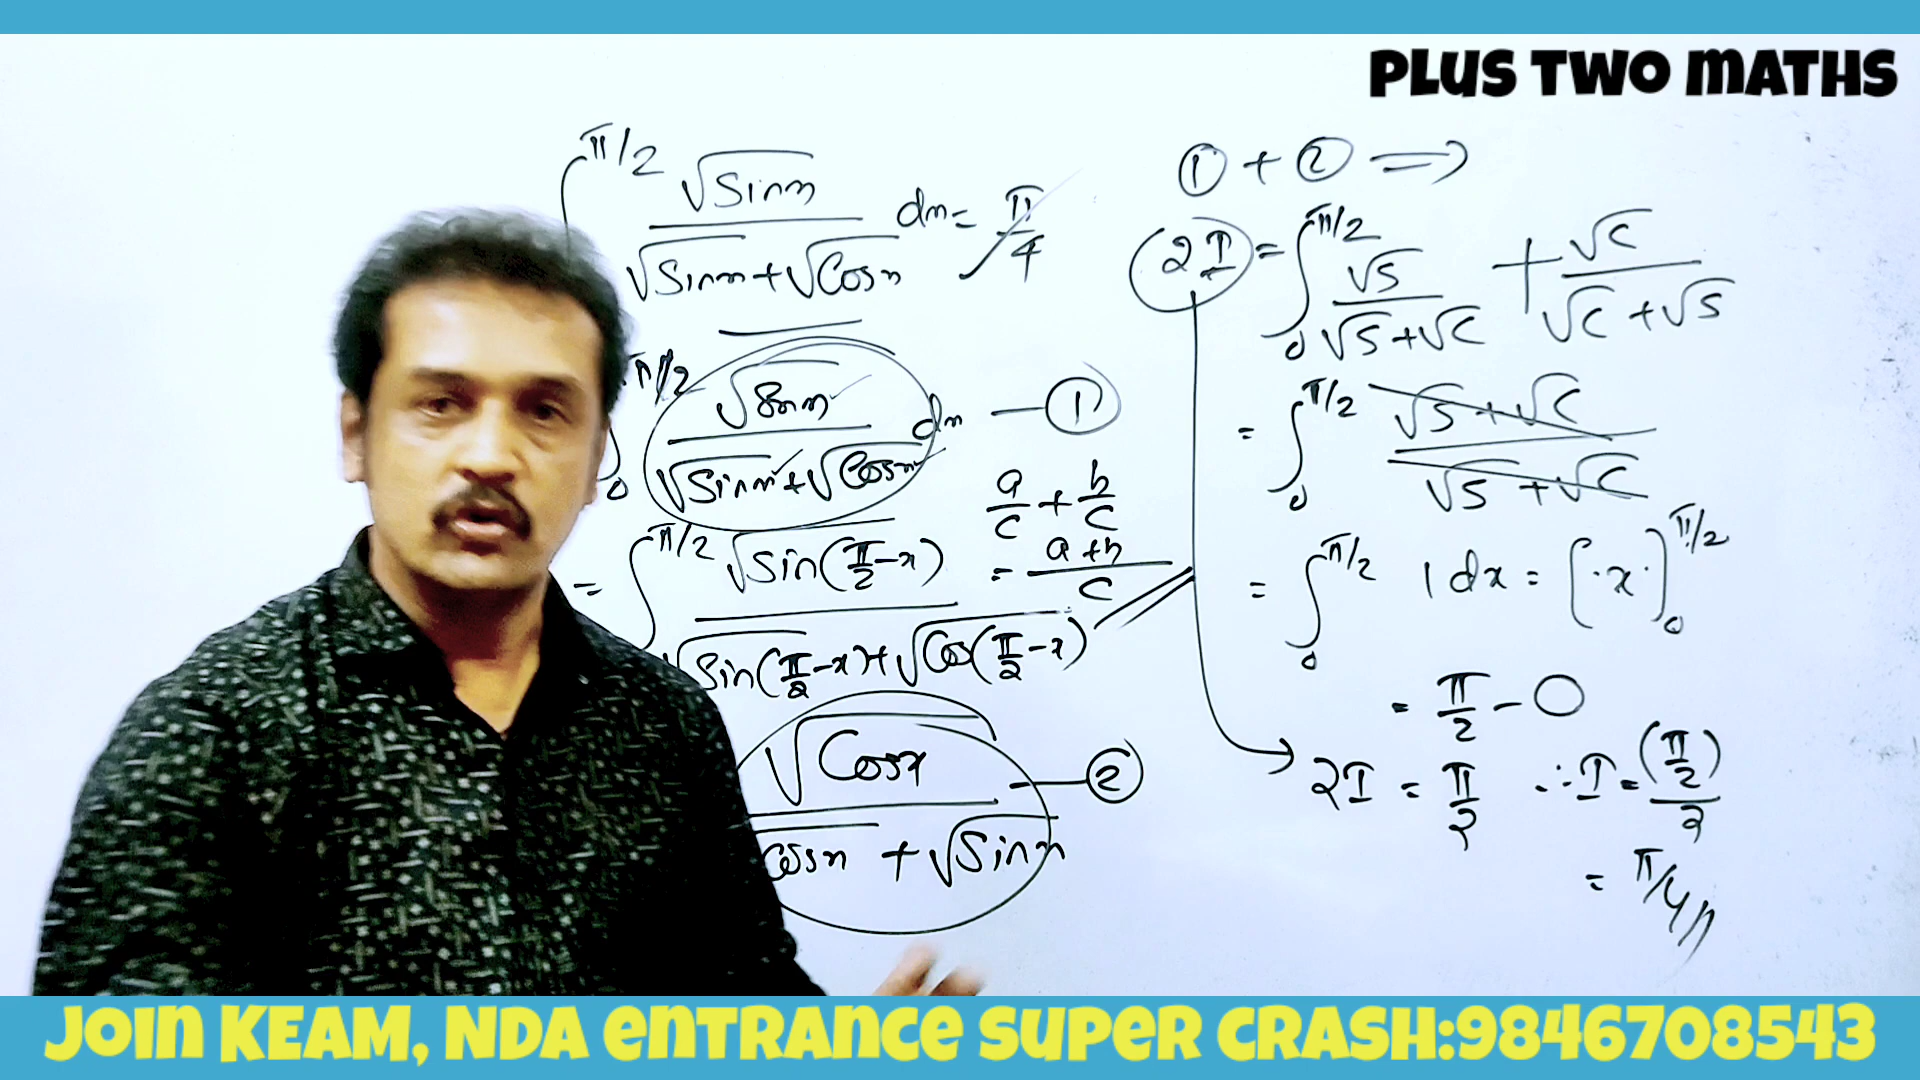 PLUS TWO MATHS
π/2 √Sinx / √Sinx + √Cosx dx = π/4
π/2 0 √Sinx / √Sinx + √Cosx dx — ①
a/c + b/c
= a+b / c
= ∫ π/2 √Sin(π/2 - x) / √Sin(π/2 - x) + √Cos(π/2 - x)
√Cosx / Cosx + √Sinx — ②
① + ② ⇒
2I = ∫ 0 π/2 √S / √S + √C + √C / √C + √S
= ∫ 0 π/2 √S + √C / √S + √C
= ∫ 0 π/2 1 dx = [x] 0 π/2
= π/2 - 0
2I = π/2 ∴ I = (π/2) / 2
= π/4
JOIN KEAM, NDA ENTRANCE SUPER CRASH:9846708543